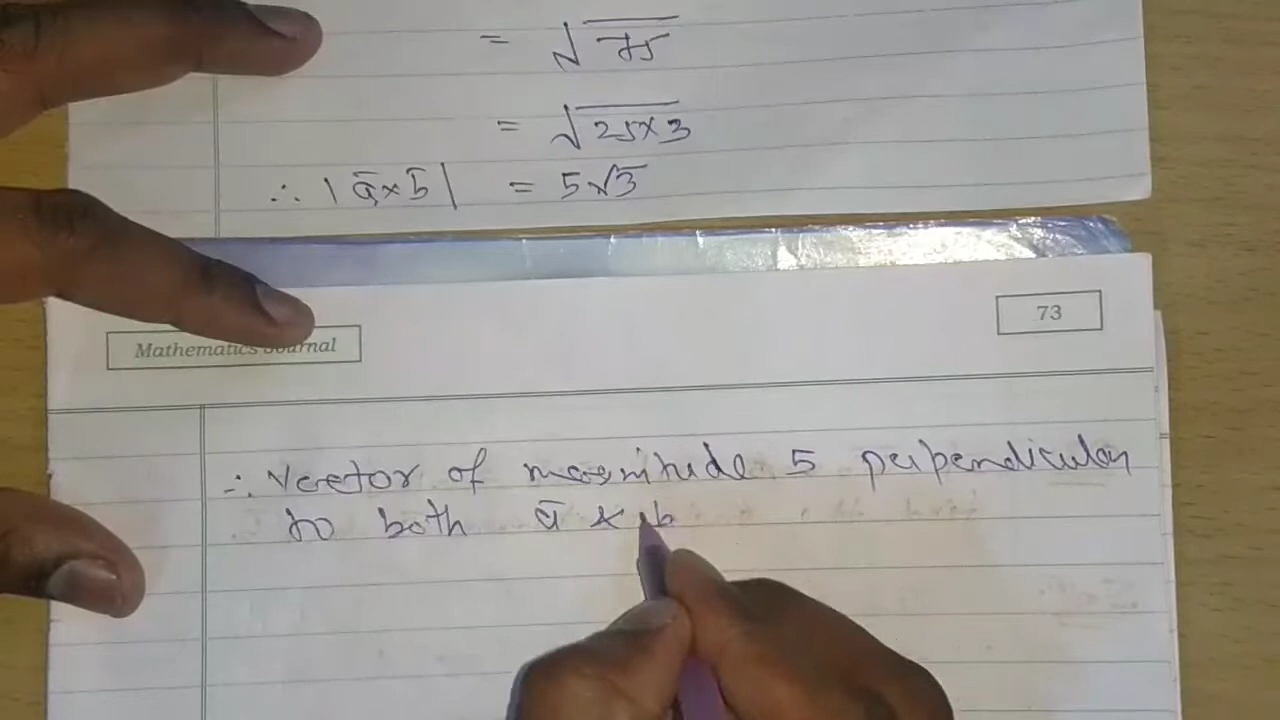 = √75
= √25×3
∴ |ā×b̄| = 5√3
73
Mathematics Journal
∴ Vector of magnitude 5 perpendicular
to both ā & b